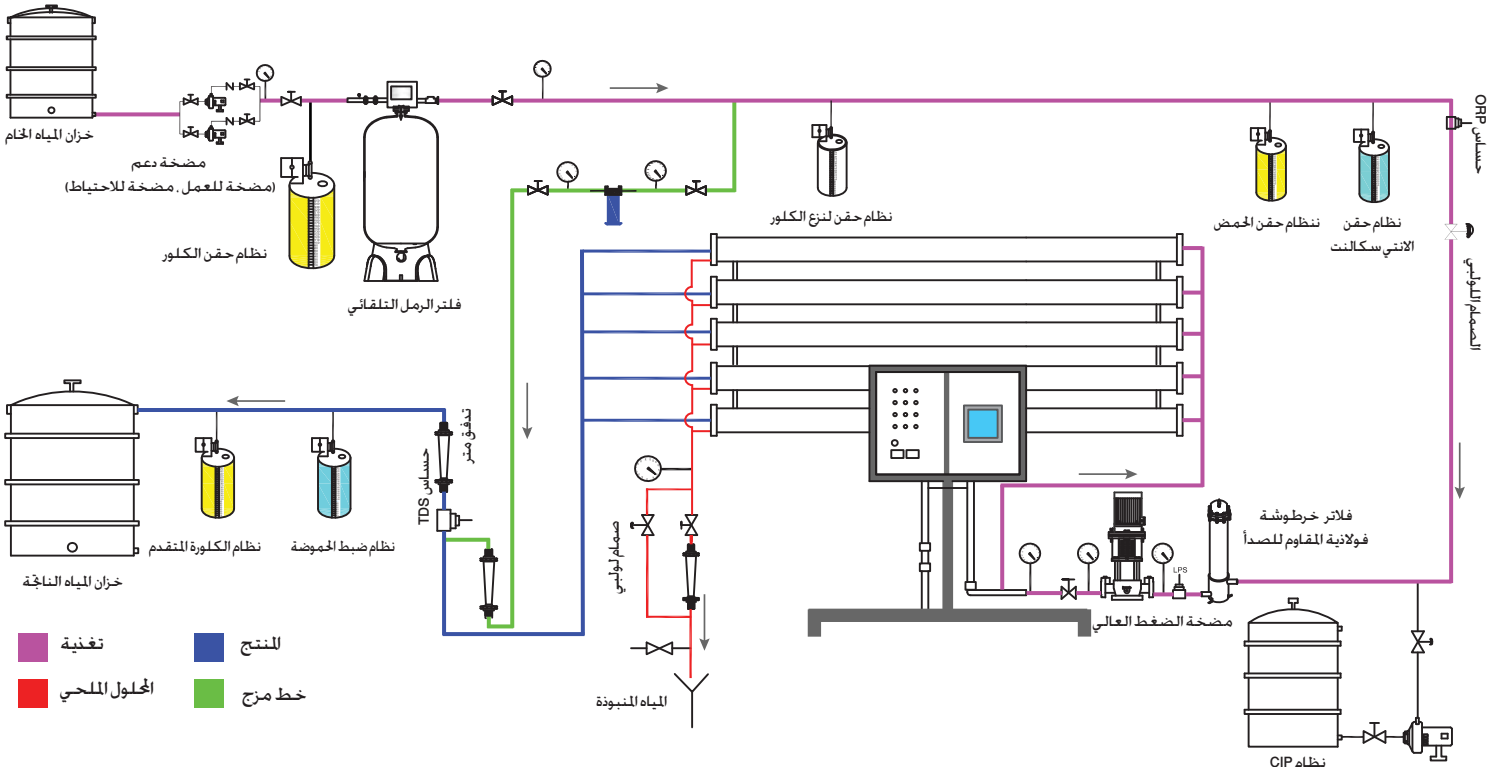 خزان المياه الخام
مضخة دعم
(مضخة للعمل ، مضخة للاحتياط)
نظام حقن الكلور
فلتر الرمل التلقائي
نظام حقن لنزع الكلور
ننظام حقن الحمض
نظام حقن
الانتي سكالنت
حساس ORP
الصمام اللولبي
خزان المياه الناتجة
نظام الكلورة المتقدم
نظام ضبط الحموضة
تدفق متر
حساس TDS
صمام لولبي
المياه المنبوذة
LPS
مضخة الضغط العالي
فلاتر خرطوشة
فولاذية المقاوم للصدأ
نظام CIP
تغذية
المنتج
المحلول الملحي
خط مزج